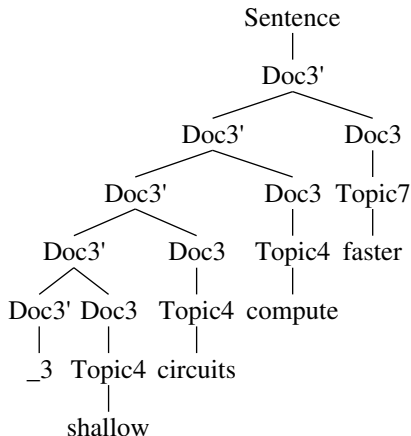 Sentence
Doc3'
Doc3' Doc3
Doc3' Doc3 Topic7
Doc3' Doc3 Topic4 faster
Doc3' Doc3 Topic4 compute
_3 Topic4 circuits
shallow